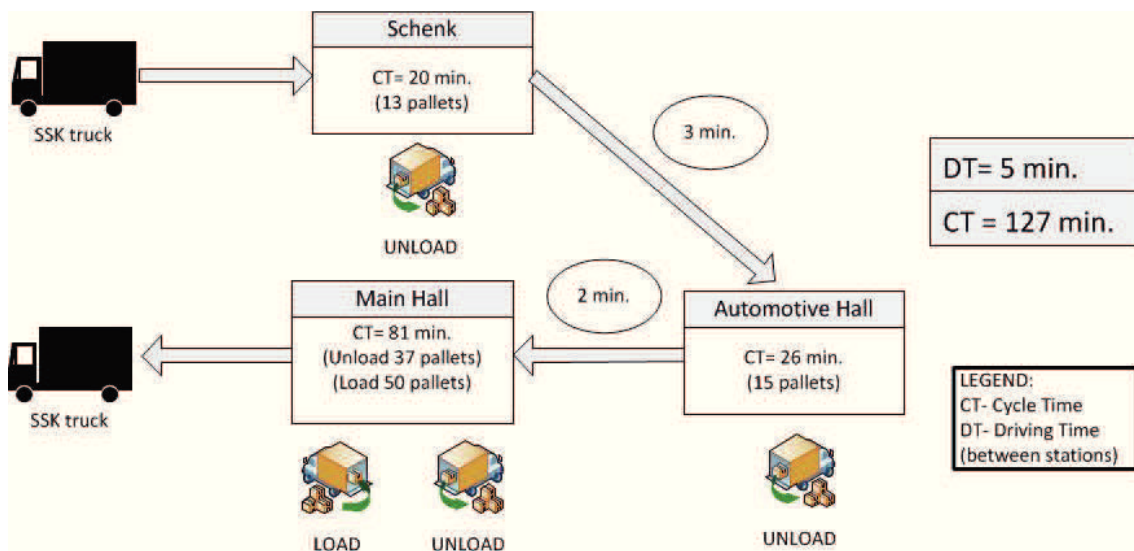 Schenk
CT= 20 min.
(13 pallets)
SSK truck
3 min.
UNLOAD
DT= 5 min.
CT = 127 min.
Main Hall
CT= 81 min.
(Unload 37 pallets)
(Load 50 pallets)
2 min.
Automotive Hall
CT= 26 min.
(15 pallets)
SSK truck
LEGEND:
CT- Cycle Time
DT- Driving Time
(between stations)
LOAD
UNLOAD
UNLOAD